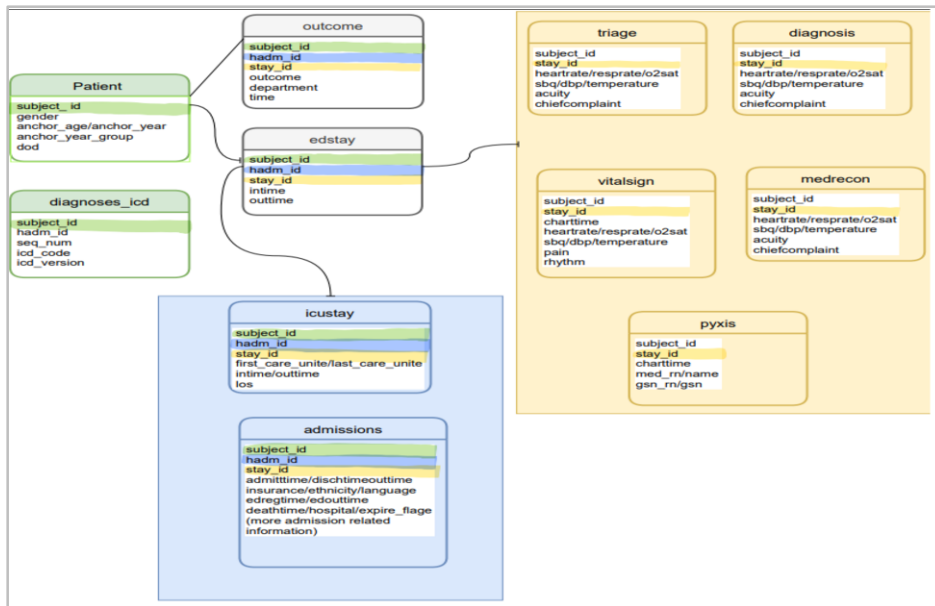 outcome
subject_id
hadm_id
stay_id
outcome
department
time
Patient
subject_ id
gender
anchor_age/anchor_year
anchor_year_group
dod
edstay
subject_id
hadm_id
stay_id
intime
outtime
diagnoses_icd
subject_id
hadm_id
seq_num
icd_code
icd_version
icustay
subject_id
hadm_id
stay_id
first_care_unite/last_care_unite
intime/outtime
los
admissions
subject_id
hadm_id
stay_id
admitttime/dischtimeouttime
insurance/ethnicity/language
edregtime/edouttime
deathtime/hospital/expire_flage
(more admission related
information)
triage
subject_id
stay_id
heartrate/resprate/o2sat
sbq/dbp/temperature
acuity
chiefcomplaint
diagnosis
subject_id
stay_id
heartrate/resprate/o2sat
sbq/dbp/temperature
acuity
chiefcomplaint
vitalsign
subject_id
stay_id
charttime
heartrate/resprate/o2sat
sbq/dbp/temperature
pain
rhythm
medrecon
subject_id
stay_id
heartrate/resprate/o2sat
sbq/dbp/temperature
acuity
chiefcomplaint
pyxis
subject_id
stay_id
charttime
med_rn/name
gsn_rn/gsn